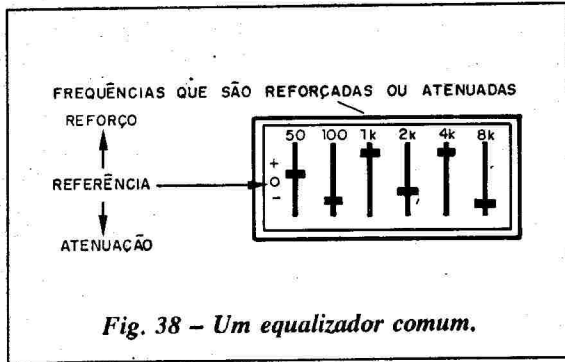 FREQUÊNCIAS QUE SÃO REFORÇADAS OU ATENUADAS
REFORÇO
50 100 1k 2k 4k 8k
+
REFERÊNCIA 0
-
ATENUAÇÃO
Fig. 38 – Um equalizador comum.